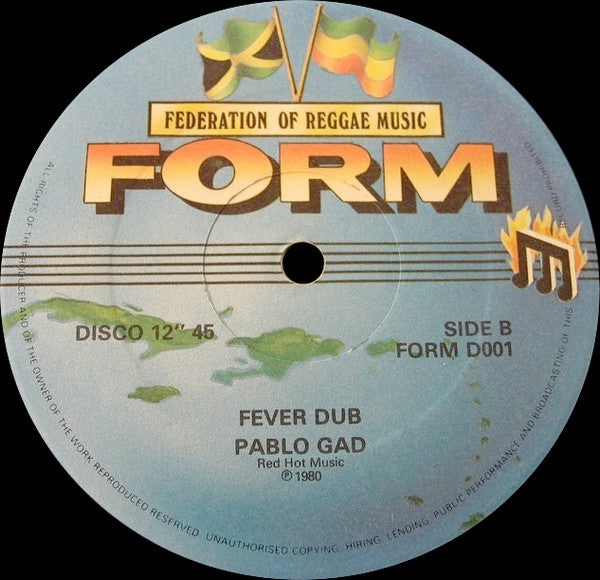 FEDERATION OF REGGAE MUSIC
FORM
DISCO 12" 45
SIDE B
FORM D001
FEVER DUB
PABLO GAD
Red Hot Music
℗ 1980
ALL RIGHTS OF THE PRODUCER AND OF THE OWNER OF THE WORK REPRODUCED RESERVED. UNAUTHORISED COPYING, HIRING, LENDING, PUBLIC PERFORMANCE AND BROADCASTING OF THIS PROHIBITED